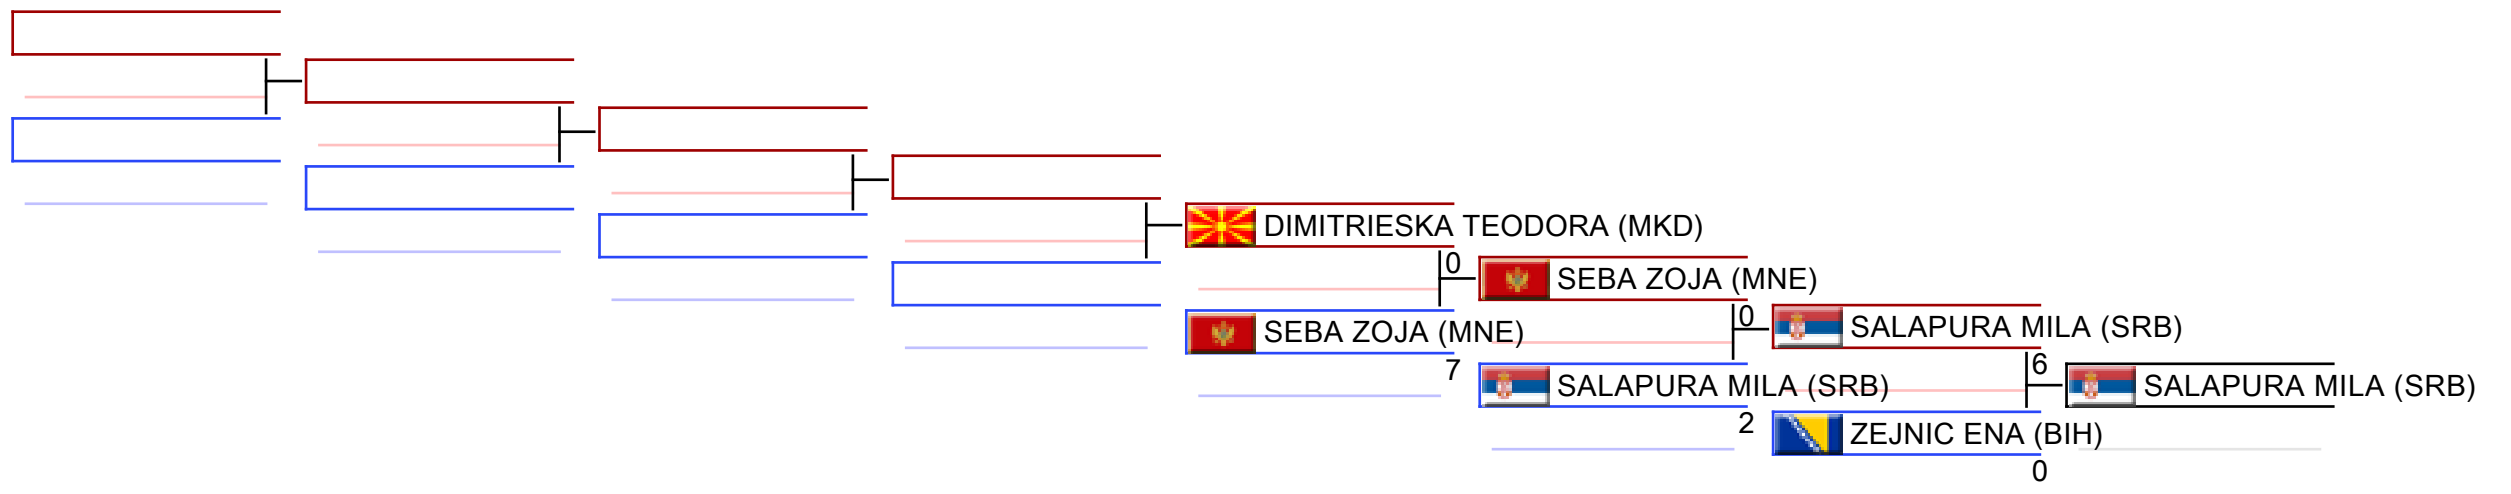 DIMITRIESKA TEODORA (MKD)
0
SEBA ZOJA (MNE)
7
SEBA ZOJA (MNE)
0
SALAPURA MILA (SRB)
2
SALAPURA MILA (SRB)
6
ZEJNIC ENA (BIH)
0
SALAPURA MILA (SRB)